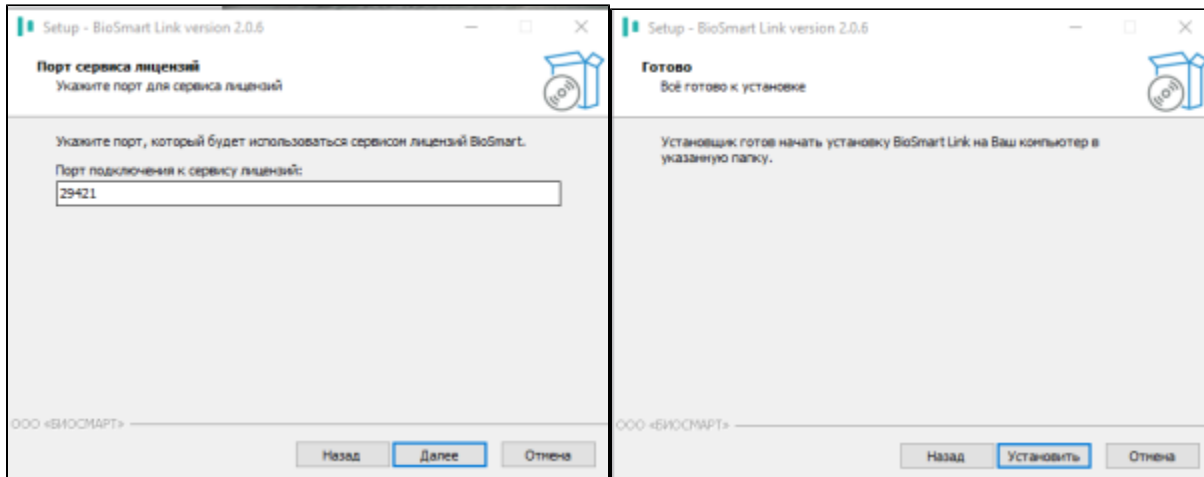 Setup - BioSmart Link version 2.0.6
Порт сервиса лицензий
Укажите порт для сервиса лицензий
Укажите порт, который будет использоваться сервисом лицензий BioSmart.
Порт подключения к сервису лицензий:
29421
ООО «БИОСМАРТ»
Назад
Далее
Отмена
Setup - BioSmart Link version 2.0.6
Готово
Всё готово к установке
Установщик готов начать установку BioSmart Link на Ваш компьютер в
указанную папку.
ООО «БИОСМАРТ»
Назад
Установить
Отмена